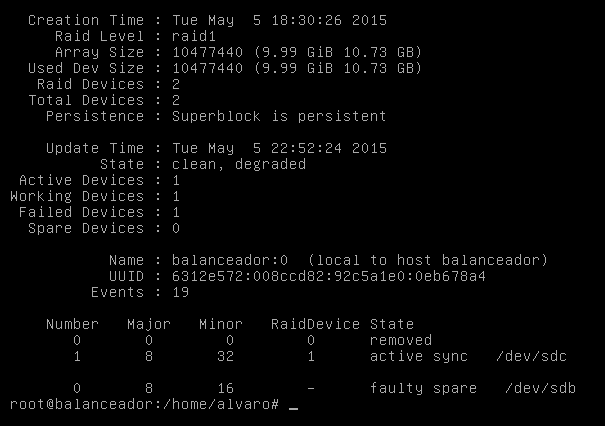 Creation Time : Tue May  5 18:30:26 2015
Raid Level : raid1
Array Size : 10477440 (9.99 GiB 10.73 GB)
Used Dev Size : 10477440 (9.99 GiB 10.73 GB)
Raid Devices : 2
Total Devices : 2
Persistence : Superblock is persistent
Update Time : Tue May  5 22:52:24 2015
State : clean, degraded
Active Devices : 1
Working Devices : 1
Failed Devices : 1
Spare Devices : 0
Name : balanceador:0  (local to host balanceador)
UUID : 6312e572:008ccd82:92c5a1e0:0eb678a4
Events : 19
Number   Major   Minor   RaidDevice State
0       0        0        0      removed
1       8       32        1      active sync   /dev/sdc
0       8       16        -      faulty spare   /dev/sdb
root@balanceador:/home/alvaro# _